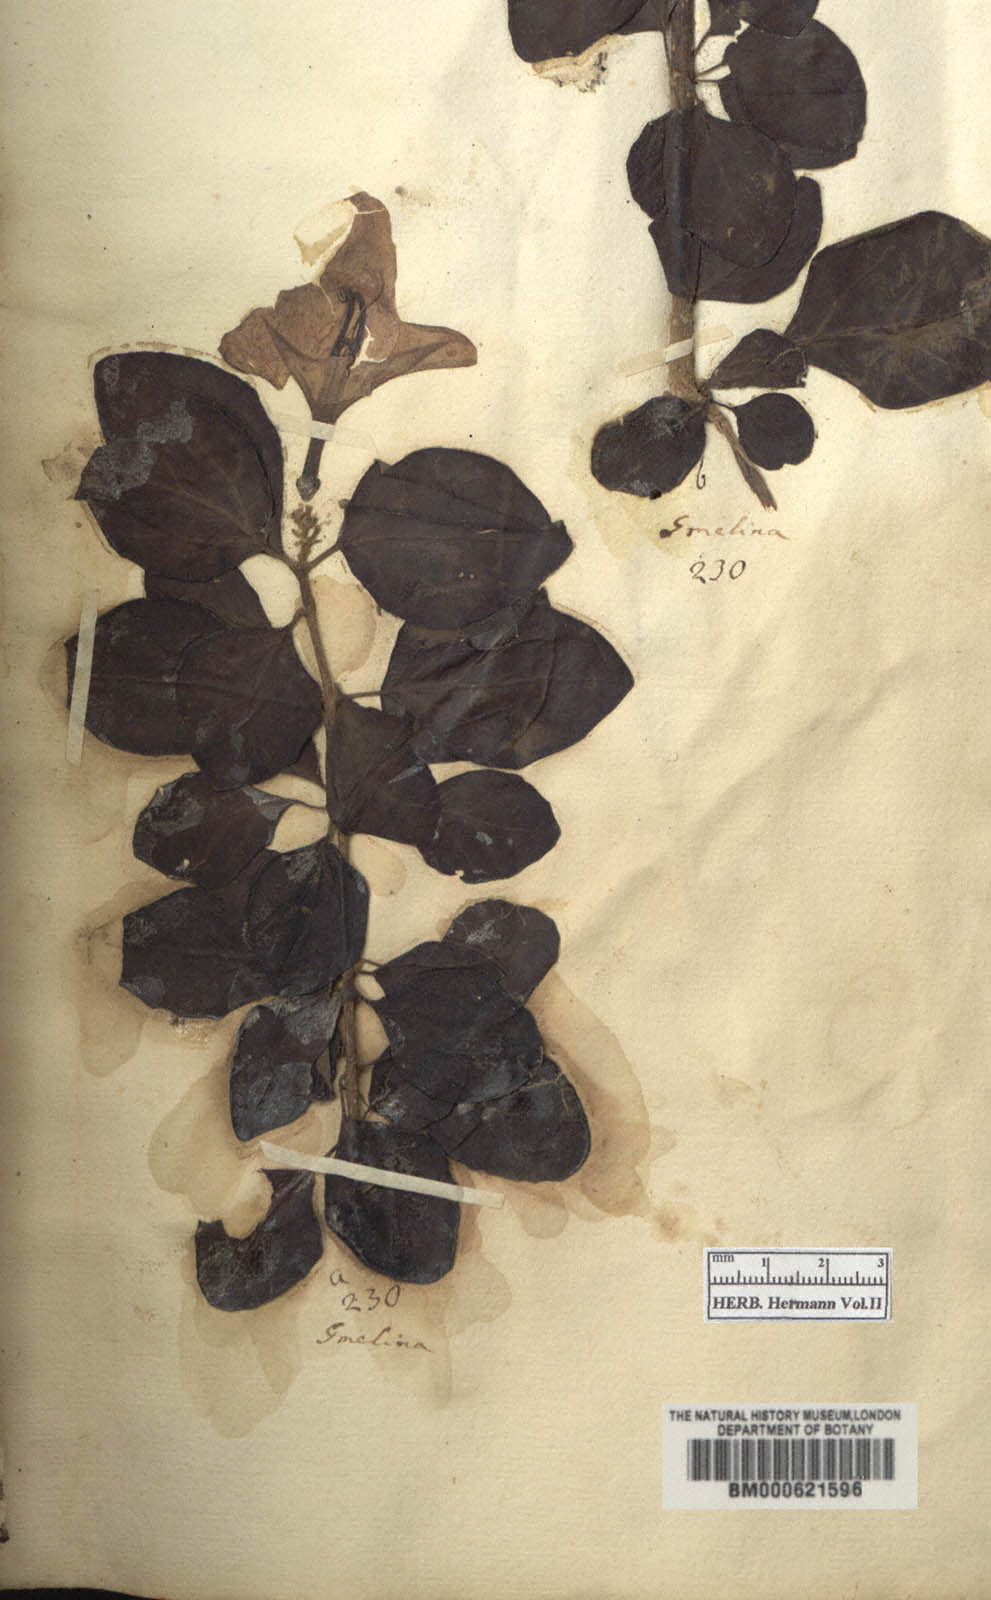 b
Gmelina
230
a
230
Gmelina
mm 1 2 3
HERB. Hermann Vol.II
THE NATURAL HISTORY MUSEUM,LONDON
DEPARTMENT OF BOTANY
BM000621596